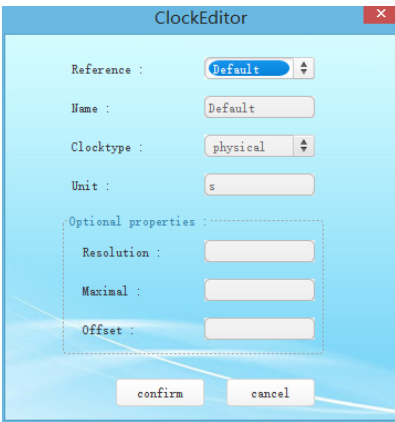 ClockEditor
Reference : Default
Name : Default
Clocktype : physical
Unit : s
Optional properties :
Resolution :
Maximal :
Offset :
confirm cancel